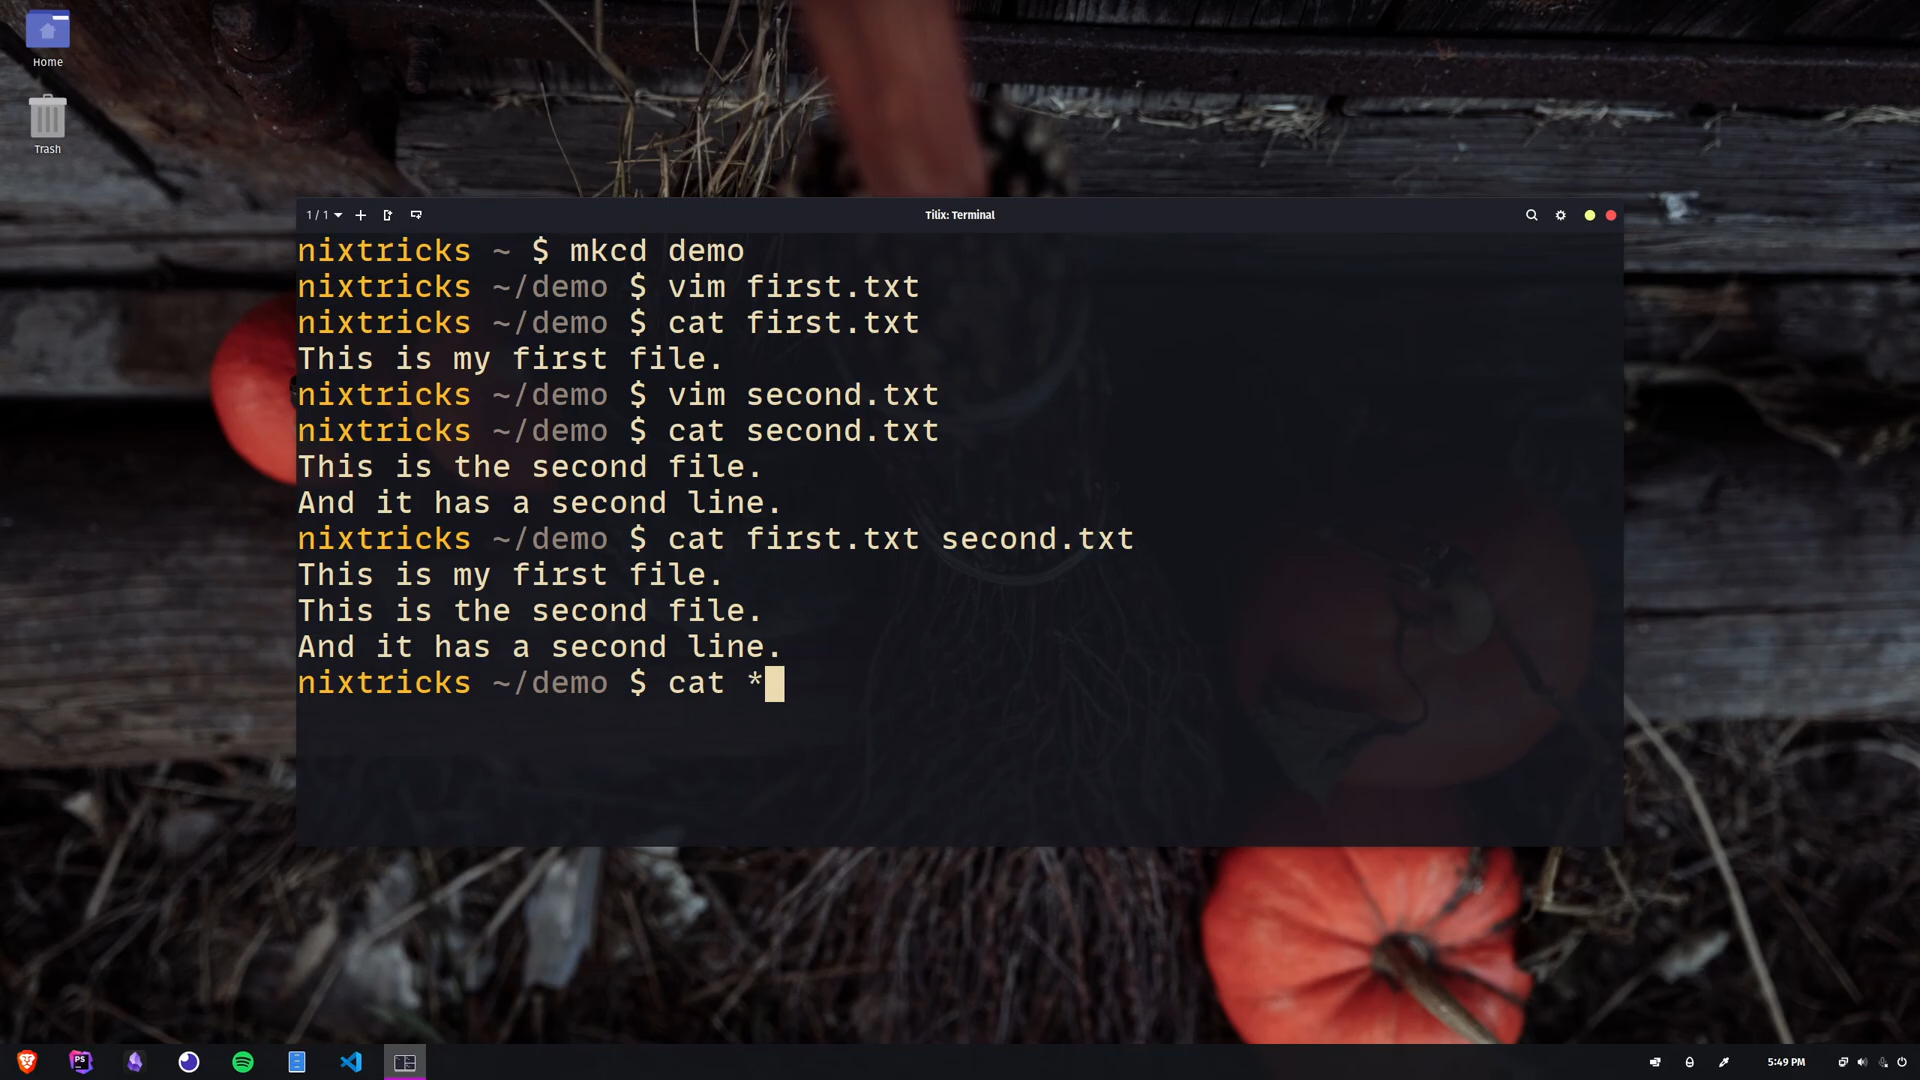 Home
Trash
1 / 1
Tilix: Terminal
nixtricks ~ $ mkcd demo
nixtricks ~/demo $ vim first.txt
nixtricks ~/demo $ cat first.txt
This is my first file.
nixtricks ~/demo $ vim second.txt
nixtricks ~/demo $ cat second.txt
This is the second file.
And it has a second line.
nixtricks ~/demo $ cat first.txt second.txt
This is my first file.
This is the second file.
And it has a second line.
nixtricks ~/demo $ cat *
PS
5:49 PM